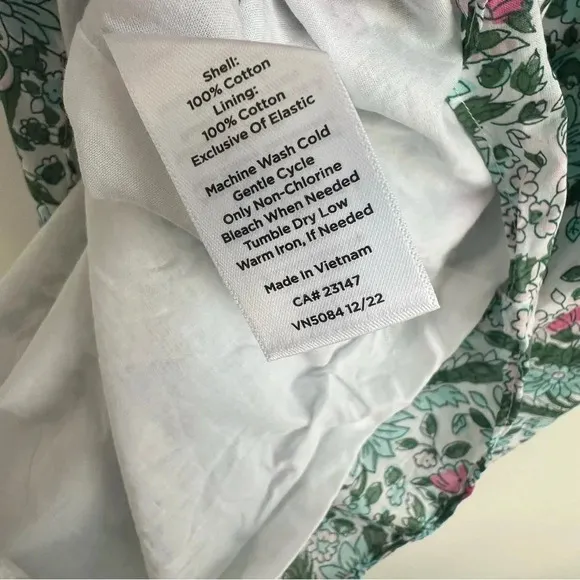 Shell:
100% Cotton
Lining:
100% Cotton
Exclusive Of Elastic
Machine Wash Cold
Gentle Cycle
Only Non-Chlorine
Bleach When Needed
Tumble Dry Low
Warm Iron, If Needed
Made In Vietnam
CA# 23147
VN5084 12/22